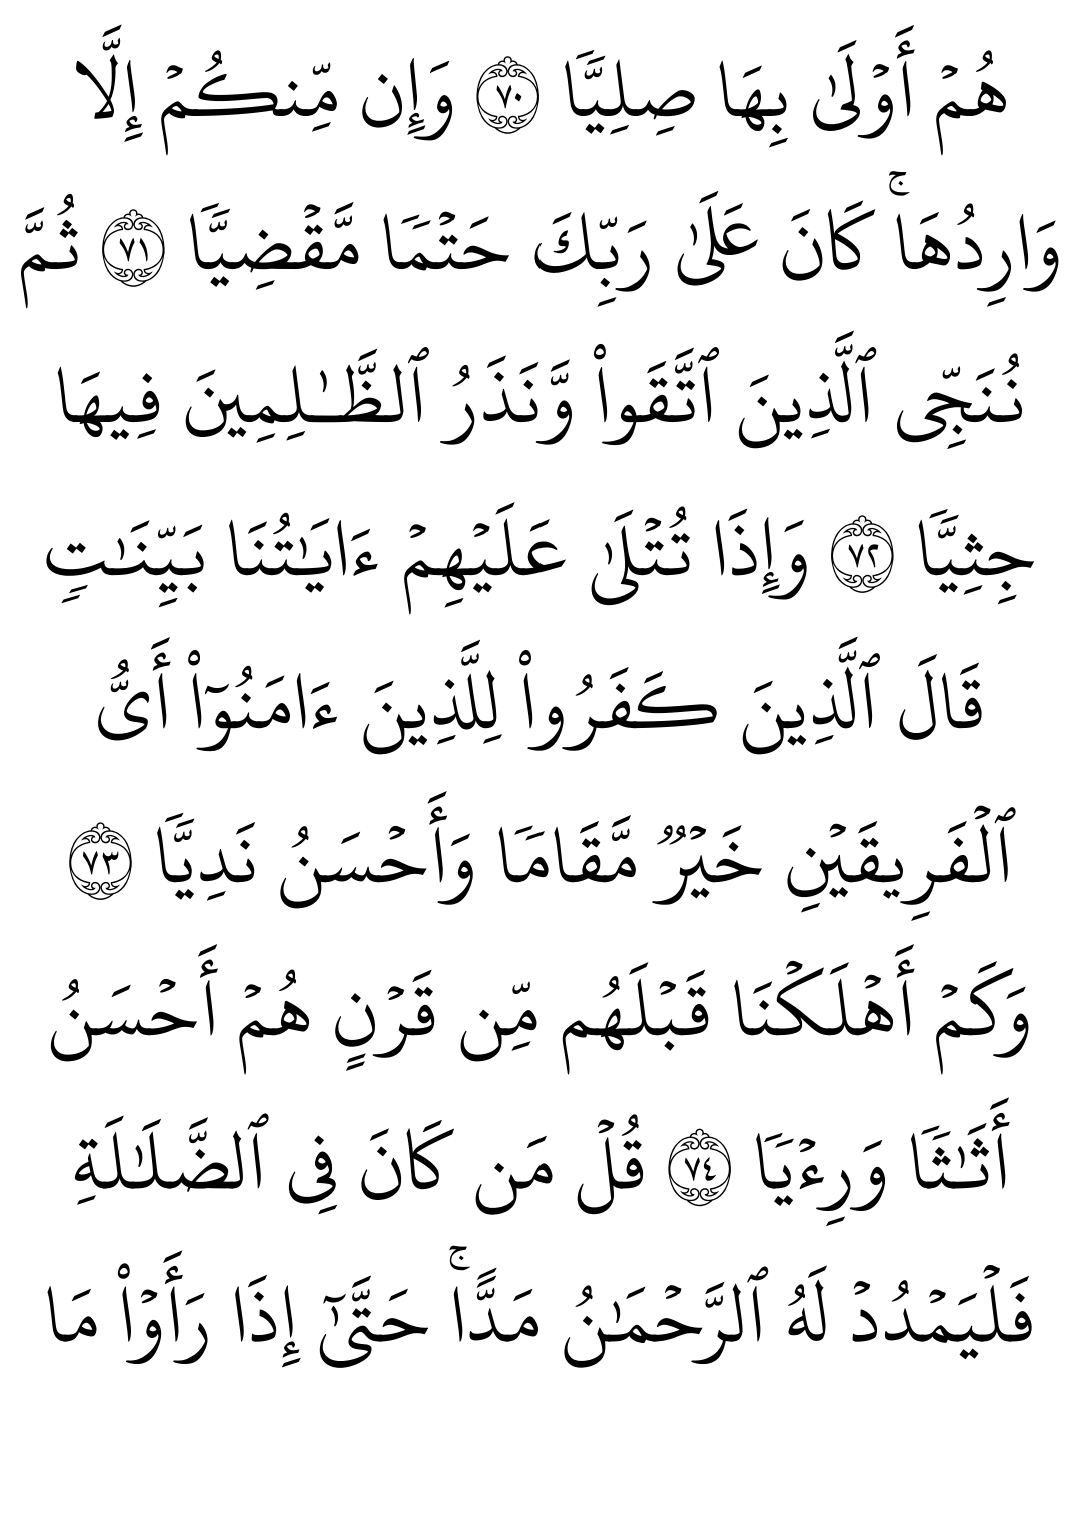 هُمۡ أَوۡلَىٰ بِهَا صِلِيّٗا ٧٠ وَإِن مِّنكُمۡ إِلَّا
وَارِدُهَاۚ كَانَ عَلَىٰ رَبِّكَ حَتۡمٗا مَّقۡضِيّٗا ٧١ ثُمَّ
نُنَجِّي ٱلَّذِينَ ٱتَّقَواْ وَّنَذَرُ ٱلظَّٰلِمِينَ فِيهَا
جِثِيّٗا ٧٢ وَإِذَا تُتۡلَىٰ عَلَيۡهِمۡ ءَايَٰتُنَا بَيِّنَٰتٖ
قَالَ ٱلَّذِينَ كَفَرُواْ لِلَّذِينَ ءَامَنُوٓاْ أَيُّ
ٱلۡفَرِيقَيۡنِ خَيۡرٞ مَّقَامٗا وَأَحۡسَنُ نَدِيّٗا ٧٣
وَكَمۡ أَهۡلَكۡنَا قَبۡلَهُم مِّن قَرۡنٍ هُمۡ أَحۡسَنُ
أَثَٰثٗا وَرِءۡيٗا ٧٤ قُلۡ مَن كَانَ فِي ٱلضَّلَٰلَةِ
فَلۡيَمۡدُدۡ لَهُ ٱلرَّحۡمَٰنُ مَدًّاۚ حَتَّىٰٓ إِذَا رَأَوۡاْ مَا